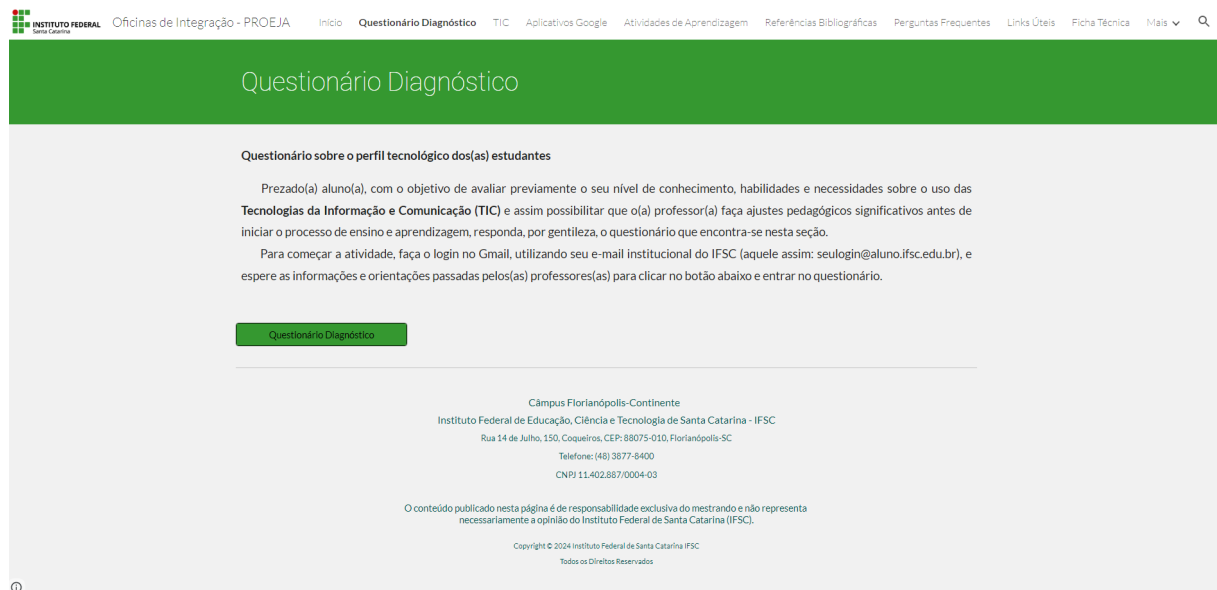 INSTITUTO FEDERAL
Santa Catarina
Oficinas de Integração - PROEJA
Início Questionário Diagnóstico TIC Aplicativos Google Atividades de Aprendizagem Referências Bibliográficas Perguntas Frequentes Links Úteis Ficha Técnica Mais
Questionário Diagnóstico
Questionário sobre o perfil tecnológico dos(as) estudantes
Prezado(a) aluno(a), com o objetivo de avaliar previamente o seu nível de conhecimento, habilidades e necessidades sobre o uso das
Tecnologias da Informação e Comunicação (TIC) e assim possibilitar que o(a) professor(a) faça ajustes pedagógicos significativos antes de
iniciar o processo de ensino e aprendizagem, responda, por gentileza, o questionário que encontra-se nesta seção.
Para começar a atividade, faça o login no Gmail, utilizando seu e-mail institucional do IFSC (aquele assim: seulogin@aluno.ifsc.edu.br), e
espere as informações e orientações passadas pelos(as) professores(as) para clicar no botão abaixo e entrar no questionário.
Questionário Diagnóstico
Câmpus Florianópolis-Continente
Instituto Federal de Educação, Ciência e Tecnologia de Santa Catarina - IFSC
Rua 14 de Julho, 150, Coqueiros, CEP: 88075-010, Florianópolis-SC
Telefone: (48) 3877-8400
CNPJ 11.402.887/0004-03
O conteúdo publicado nesta página é de responsabilidade exclusiva do mestrando e não representa
necessariamente a opinião do Instituto Federal de Santa Catarina (IFSC).
Copyright © 2024 Instituto Federal de Santa Catarina IFSC
Todos os Direitos Reservados